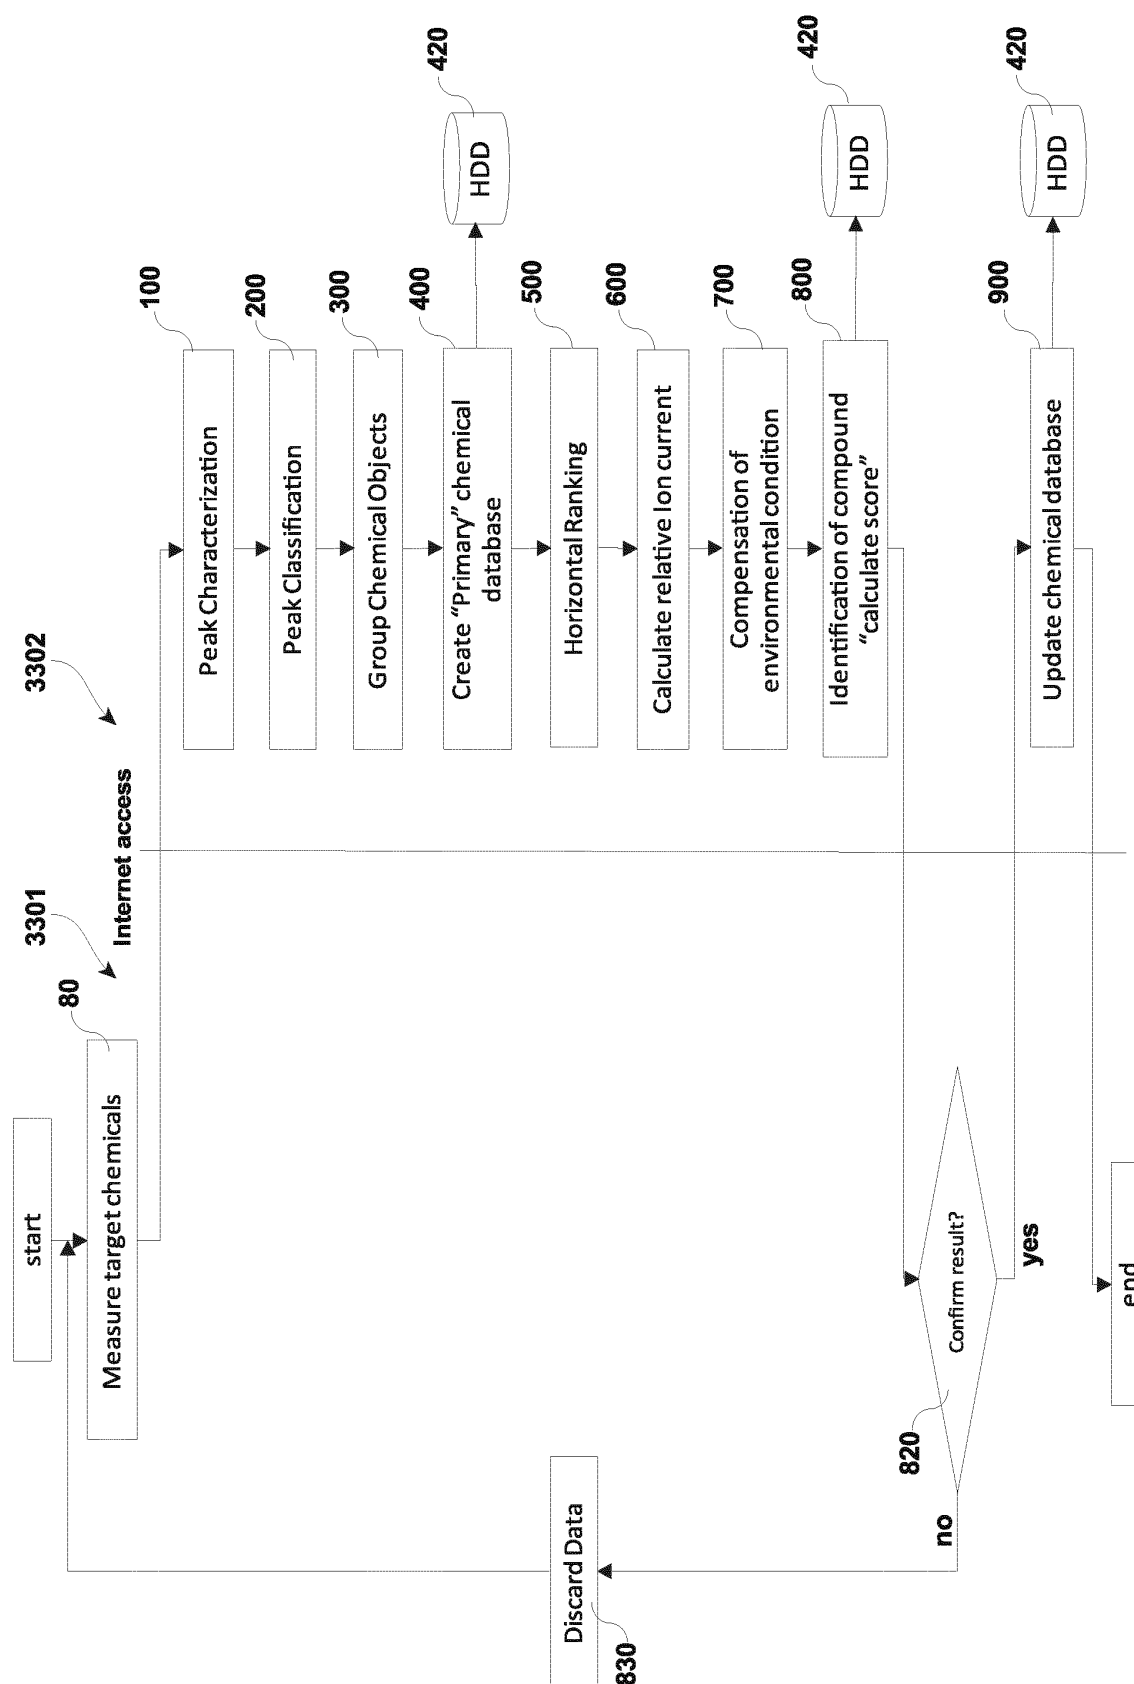 start
80
Measure target chemicals
3301
Internet access
3302
100
Peak Characterization
200
Peak Classification
300
Group Chemical Objects
400
Create “Primary” chemical
database
420
HDD
500
Horizontal Ranking
600
Calculate relative Ion current
700
Compensation of
environmental condition
800
Identification of compound
“calculate score”
420
HDD
820
Confirm result?
no
yes
830
Discard Data
900
Update chemical database
420
HDD
end